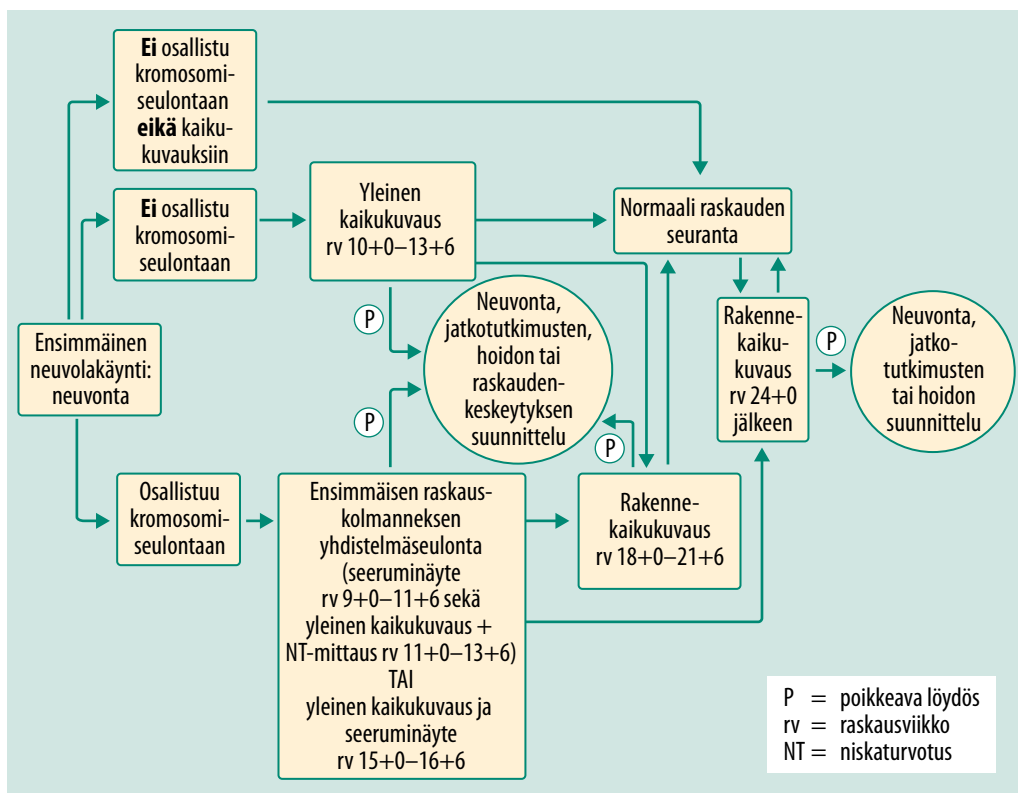 Ei osallistu
kromosomi-
seulontaan
eikä kaiku-
kuvauksiin
Ei osallistu
kromosomi-
seulontaan
Yleinen
kaikukuvaus
rv 10+0–13+6
Normaali raskauden
seuranta
Ensimmäinen
neuvolakäynti:
neuvonta
P
Neuvonta,
jatkotutkimusten,
hoidon tai
raskauden-
keskeytyksen
suunnittelu
Rakenne-
kaiku-
kuvaus
rv 24+0
jälkeen
P
Neuvonta,
jatko-
tutkimusten
tai hoidon
suunnittelu
P
P
Osallistuu
kromosomi-
seulontaan
Ensimmäisen raskaus-
kolmanneksen
yhdistelmäseulonta
(seeruminäyte
rv 9+0–11+6 sekä
yleinen kaikukuvaus +
NT-mittaus rv 11+0–13+6)
TAI
yleinen kaikukuvaus ja
seeruminäyte
rv 15+0–16+6
Rakenne-
kaikukuvaus
rv 18+0–21+6
P = poikkeava löydös
rv = raskausviikko
NT = niskaturvotus